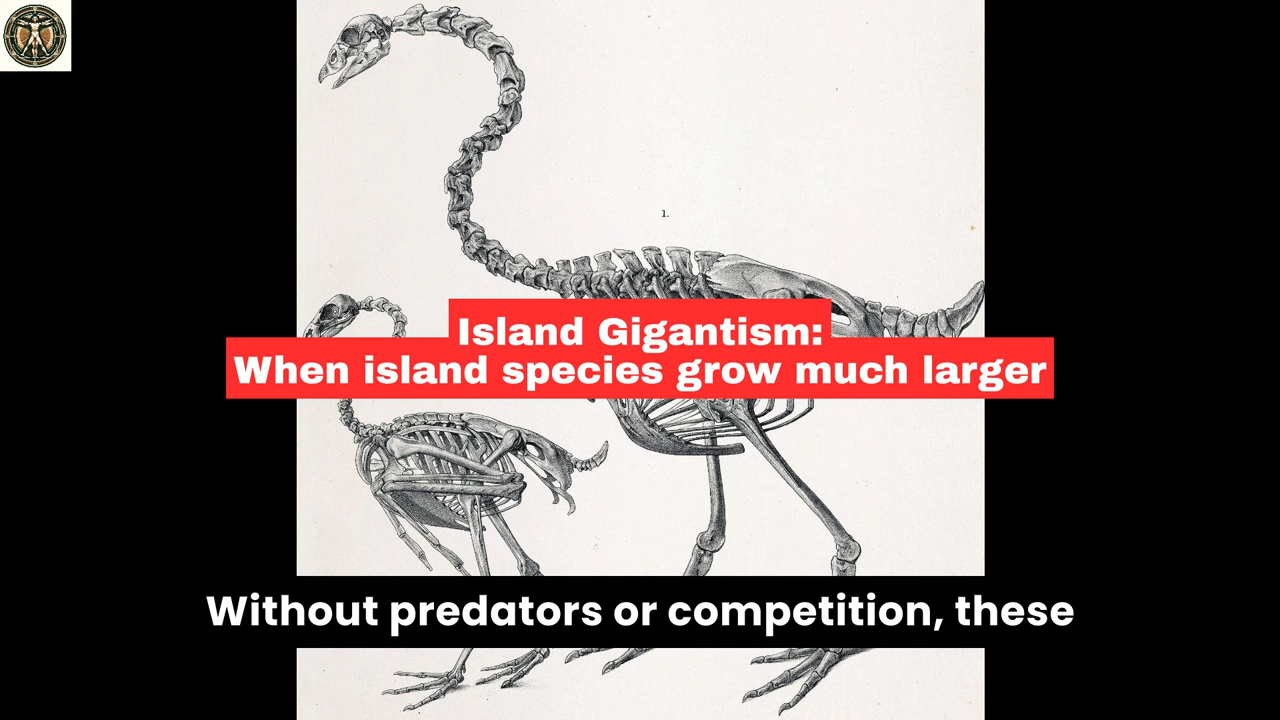 1.
Island Gigantism:
When island species grow much larger
Without predators or competition, these